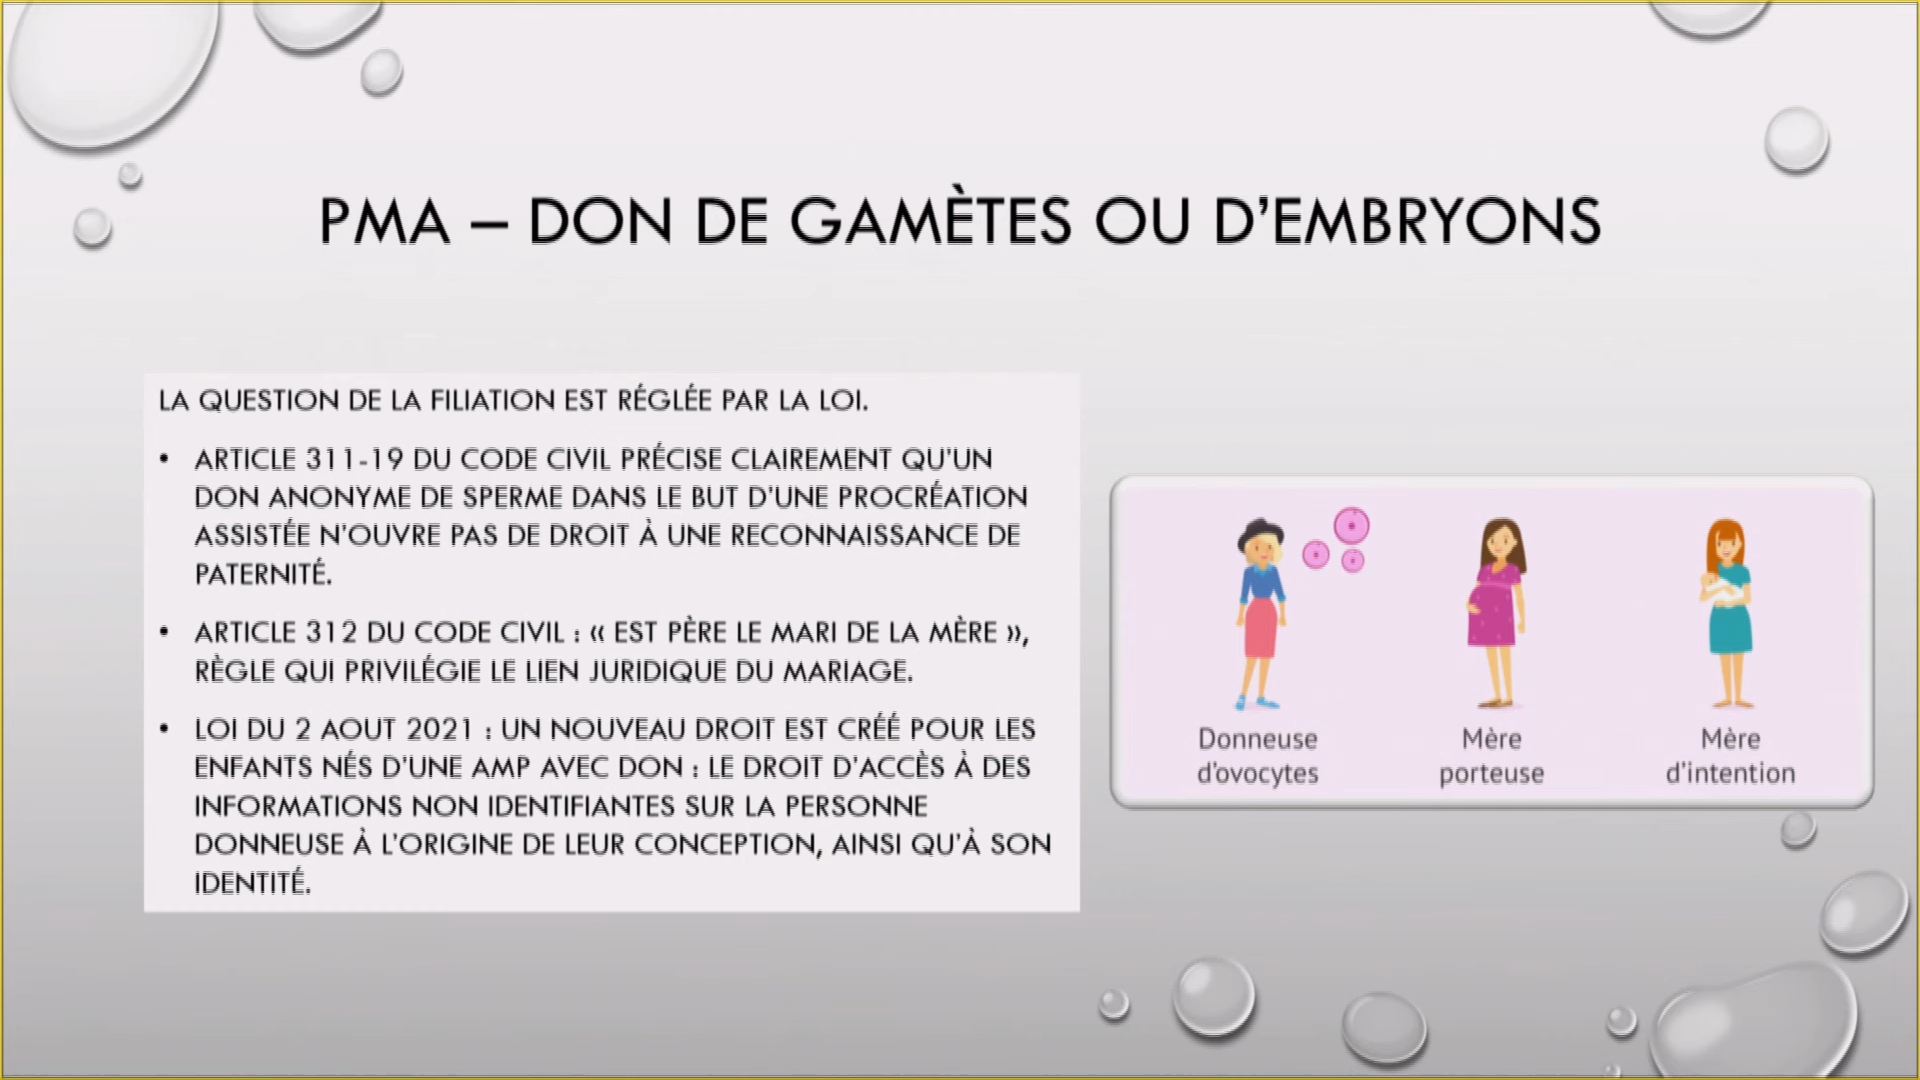 PMA – DON DE GAMÈTES OU D'EMBRYONS
LA QUESTION DE LA FILIATION EST RÉGLÉE PAR LA LOI.
• ARTICLE 311-19 DU CODE CIVIL PRÉCISE CLAIREMENT QU'UN
DON ANONYME DE SPERME DANS LE BUT D'UNE PROCRÉATION
ASSISTÉE N'OUVRE PAS DE DROIT À UNE RECONNAISSANCE DE
PATERNITÉ.
• ARTICLE 312 DU CODE CIVIL : « EST PÈRE LE MARI DE LA MÈRE »,
RÈGLE QUI PRIVILÉGIE LE LIEN JURIDIQUE DU MARIAGE.
• LOI DU 2 AOUT 2021 : UN NOUVEAU DROIT EST CRÉÉ POUR LES
ENFANTS NÉS D'UNE AMP AVEC DON : LE DROIT D'ACCÈS À DES
INFORMATIONS NON IDENTIFIANTES SUR LA PERSONNE
DONNEUSE À L'ORIGINE DE LEUR CONCEPTION, AINSI QU'À SON
IDENTITÉ.
Donneuse
d'ovocytes
Mère
porteuse
Mère
d'intention